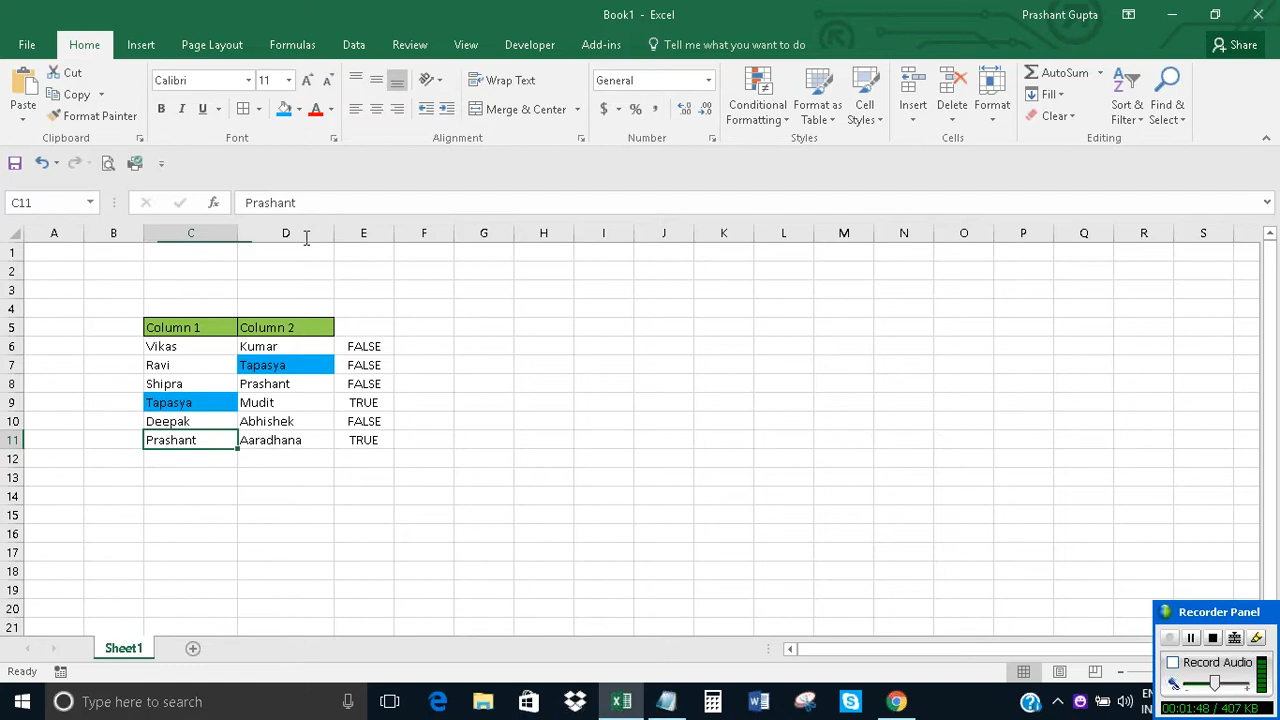 Book1 - Excel
Prashant Gupta
File Home Insert Page Layout Formulas Data Review View Developer Add-ins Tell me what you want to do Share
Paste
Cut
Copy
Format Painter
Clipboard
Calibri 11
B I U
Font
Wrap Text
Merge & Center
Alignment
General
$ % ,
Number
Conditional Formatting
Format as Table
Cell Styles
Styles
Insert
Delete
Format
Cells
AutoSum
Fill
Clear
Sort & Filter
Find & Select
Editing
C11
fx
Prashant
A B C D E F G H I J K L M N O P Q R S
1
2
3
4
5 Column 1 Column 2
6 Vikas Kumar FALSE
7 Ravi Tapasya FALSE
8 Shipra Prashant FALSE
9 Tapasya Mudit TRUE
10 Deepak Abhishek FALSE
11 Prashant Aaradhana TRUE
12
13
14
15
16
17
18
19
20
21
Sheet1
Ready
Recorder Panel
Record Audio
00:01:48 / 407 KB
Type here to search